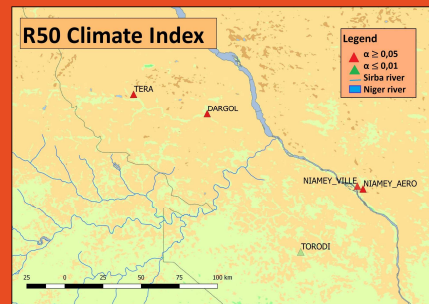 R50 Climate Index
Legend
α ≥ 0,05
α ≤ 0,01
Sirba river
Niger river
TERA
DARGOL
NIAMEY_VILLE
NIAMEY_AERO
TORODI
25 0 25 50 75 100 km